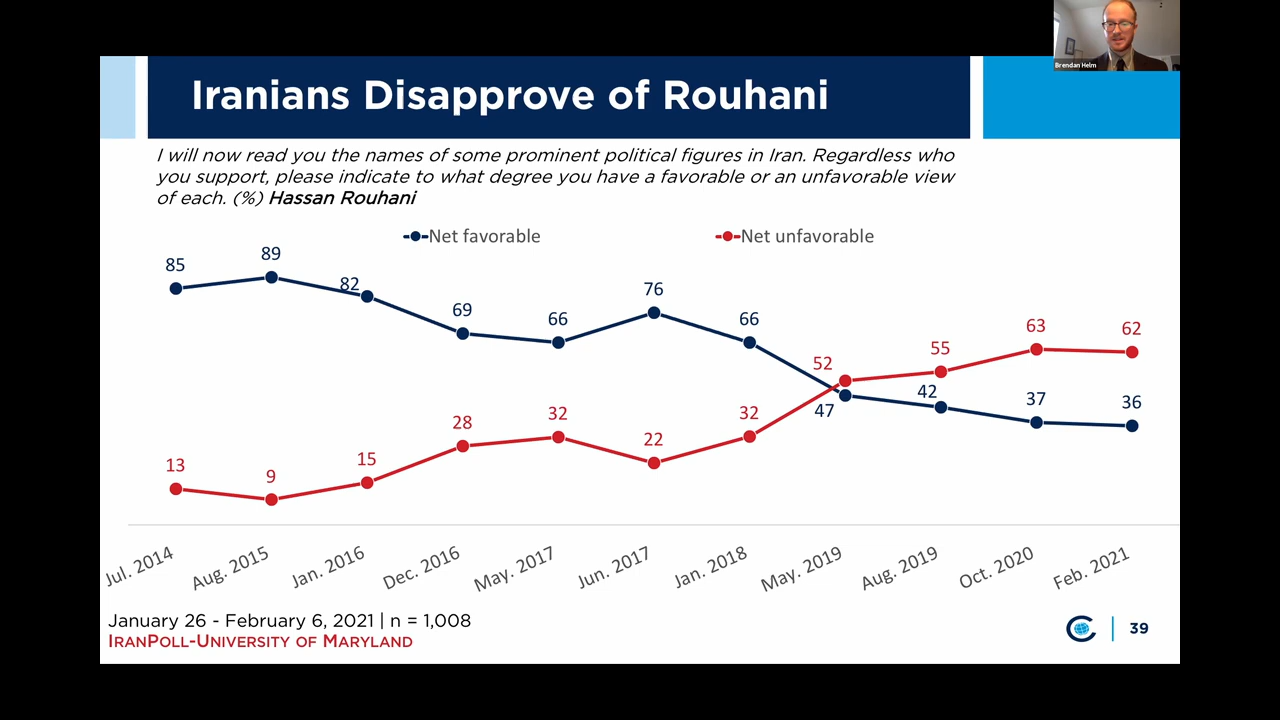 Brendan Helm
Iranians Disapprove of Rouhani
I will now read you the names of some prominent political figures in Iran. Regardless who
you support, please indicate to what degree you have a favorable or an unfavorable view
of each. (%) Hassan Rouhani
Net favorable Net unfavorable
85 89 82 69 66 76 66 47 42 37 36
13 9 15 28 32 22 32 52 55 63 62
Jul. 2014 Aug. 2015 Jan. 2016 Dec. 2016 May. 2017 Jun. 2017 Jan. 2018 May. 2019 Aug. 2019 Oct. 2020 Feb. 2021
January 26 - February 6, 2021 | n = 1,008
IRANPOLL-UNIVERSITY OF MARYLAND
39